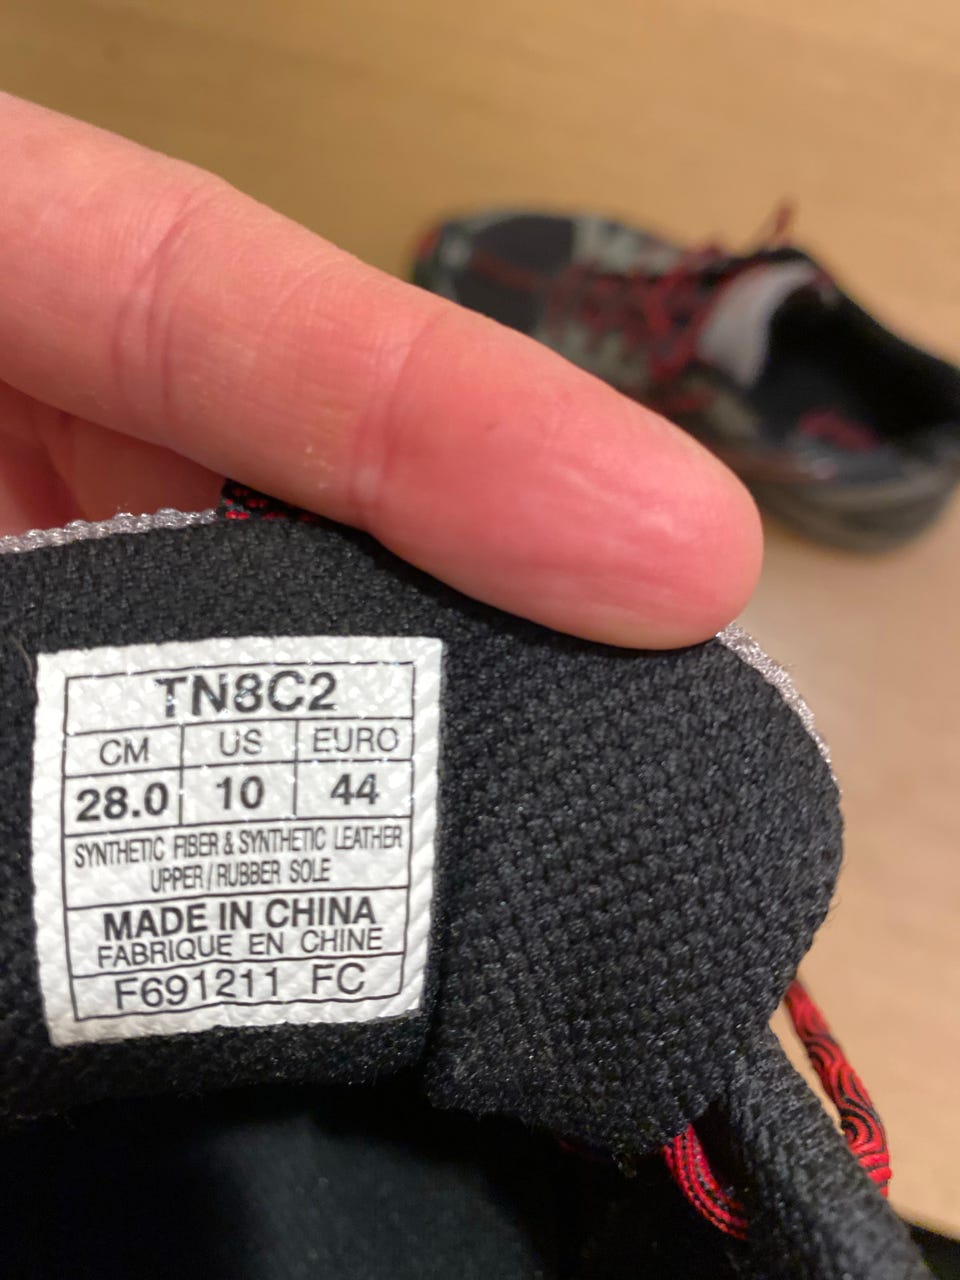 TN8C2
CM US EURO
28.0 10 44
SYNTHETIC FIBER & SYNTHETIC LEATHER
UPPER / RUBBER SOLE
MADE IN CHINA
FABRIQUE EN CHINE
F691211 FC